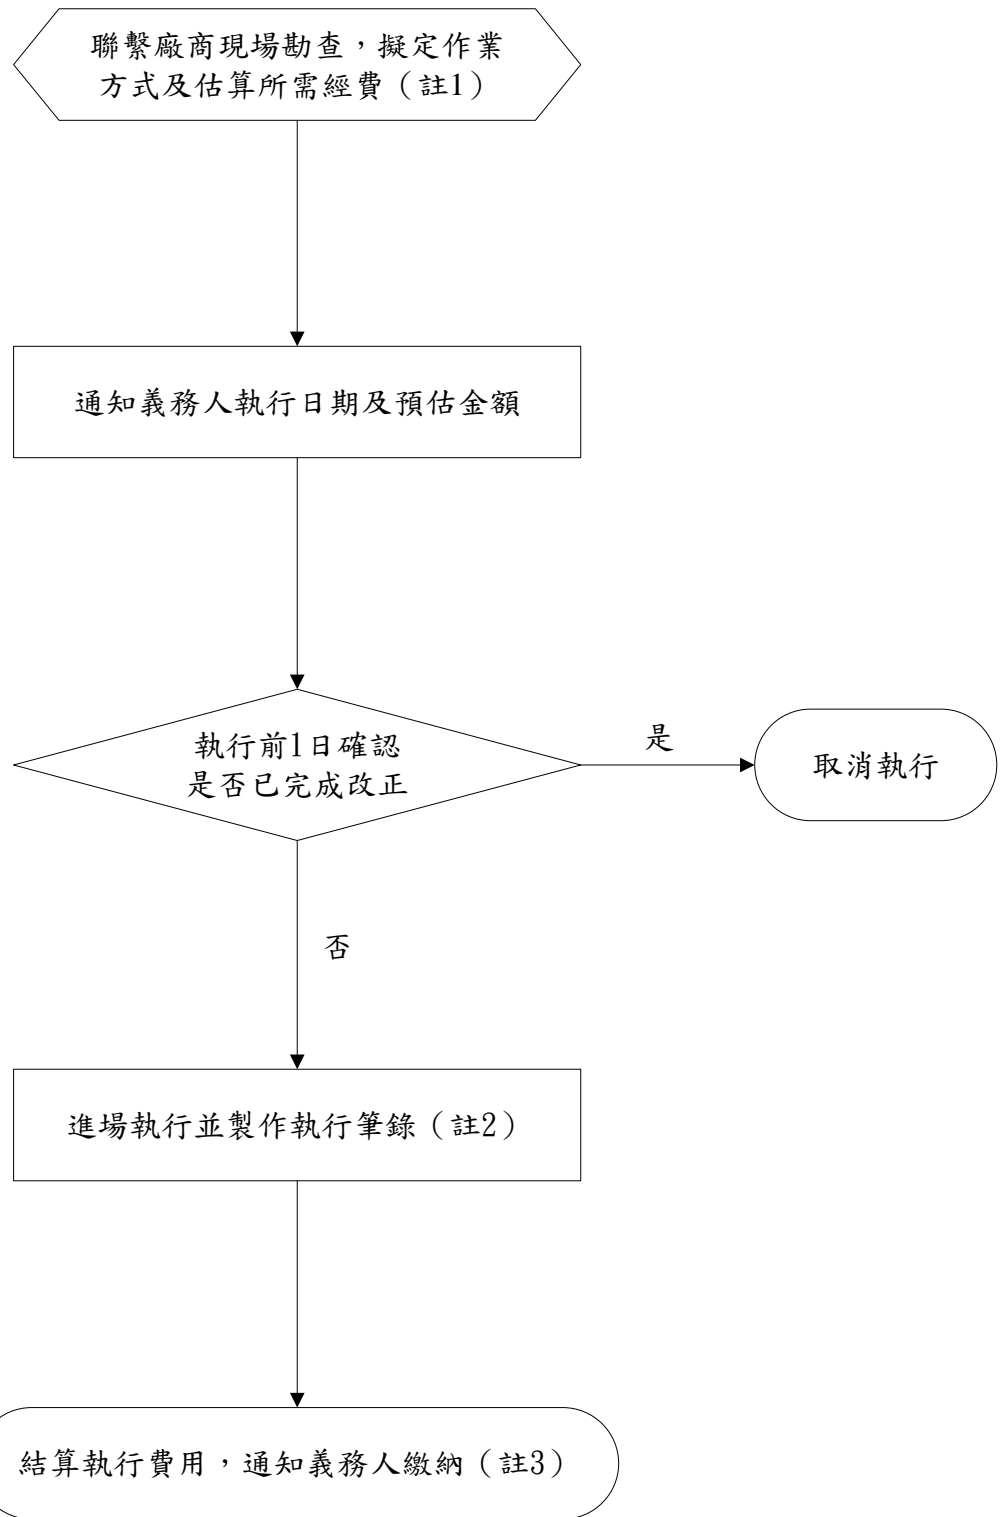 聯繫廠商現場勘查，擬定作業
方式及估算所需經費（註1）
通知義務人執行日期及預估金額
執行前1日確認
是否已完成改正
是
取消執行
否
進場執行並製作執行筆錄（註2）
結算執行費用，通知義務人繳納（註3）